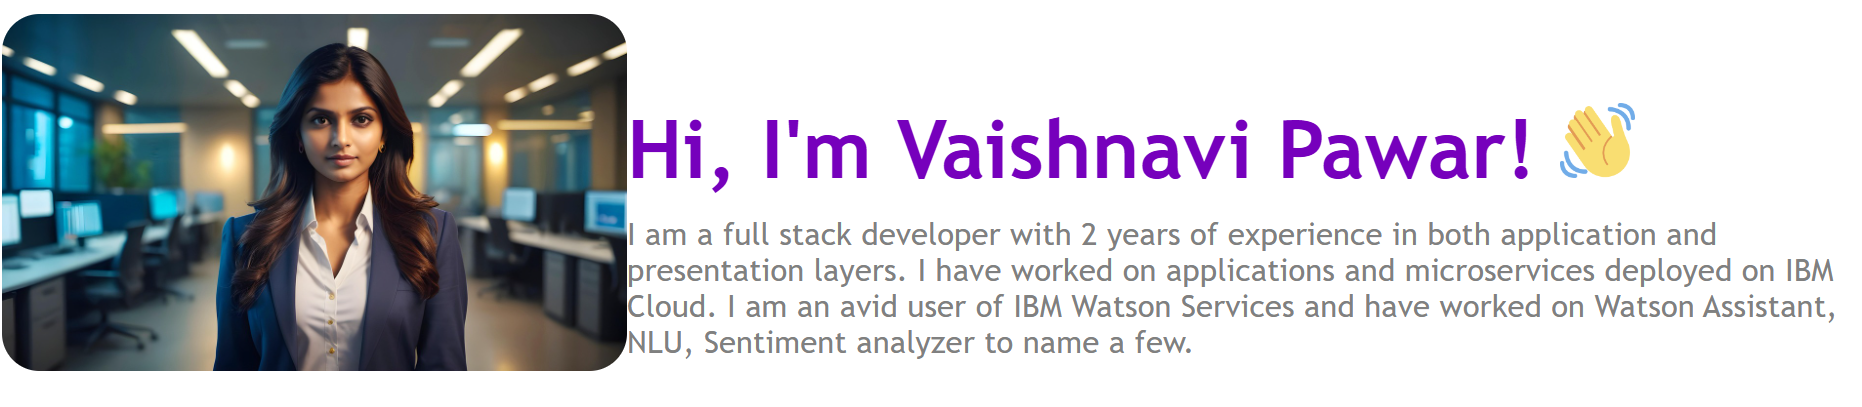 Hi, I'm Vaishnavi Pawar! 👋
I am a full stack developer with 2 years of experience in both application and
presentation layers. I have worked on applications and microservices deployed on IBM
Cloud. I am an avid user of IBM Watson Services and have worked on Watson Assistant,
NLU, Sentiment analyzer to name a few.